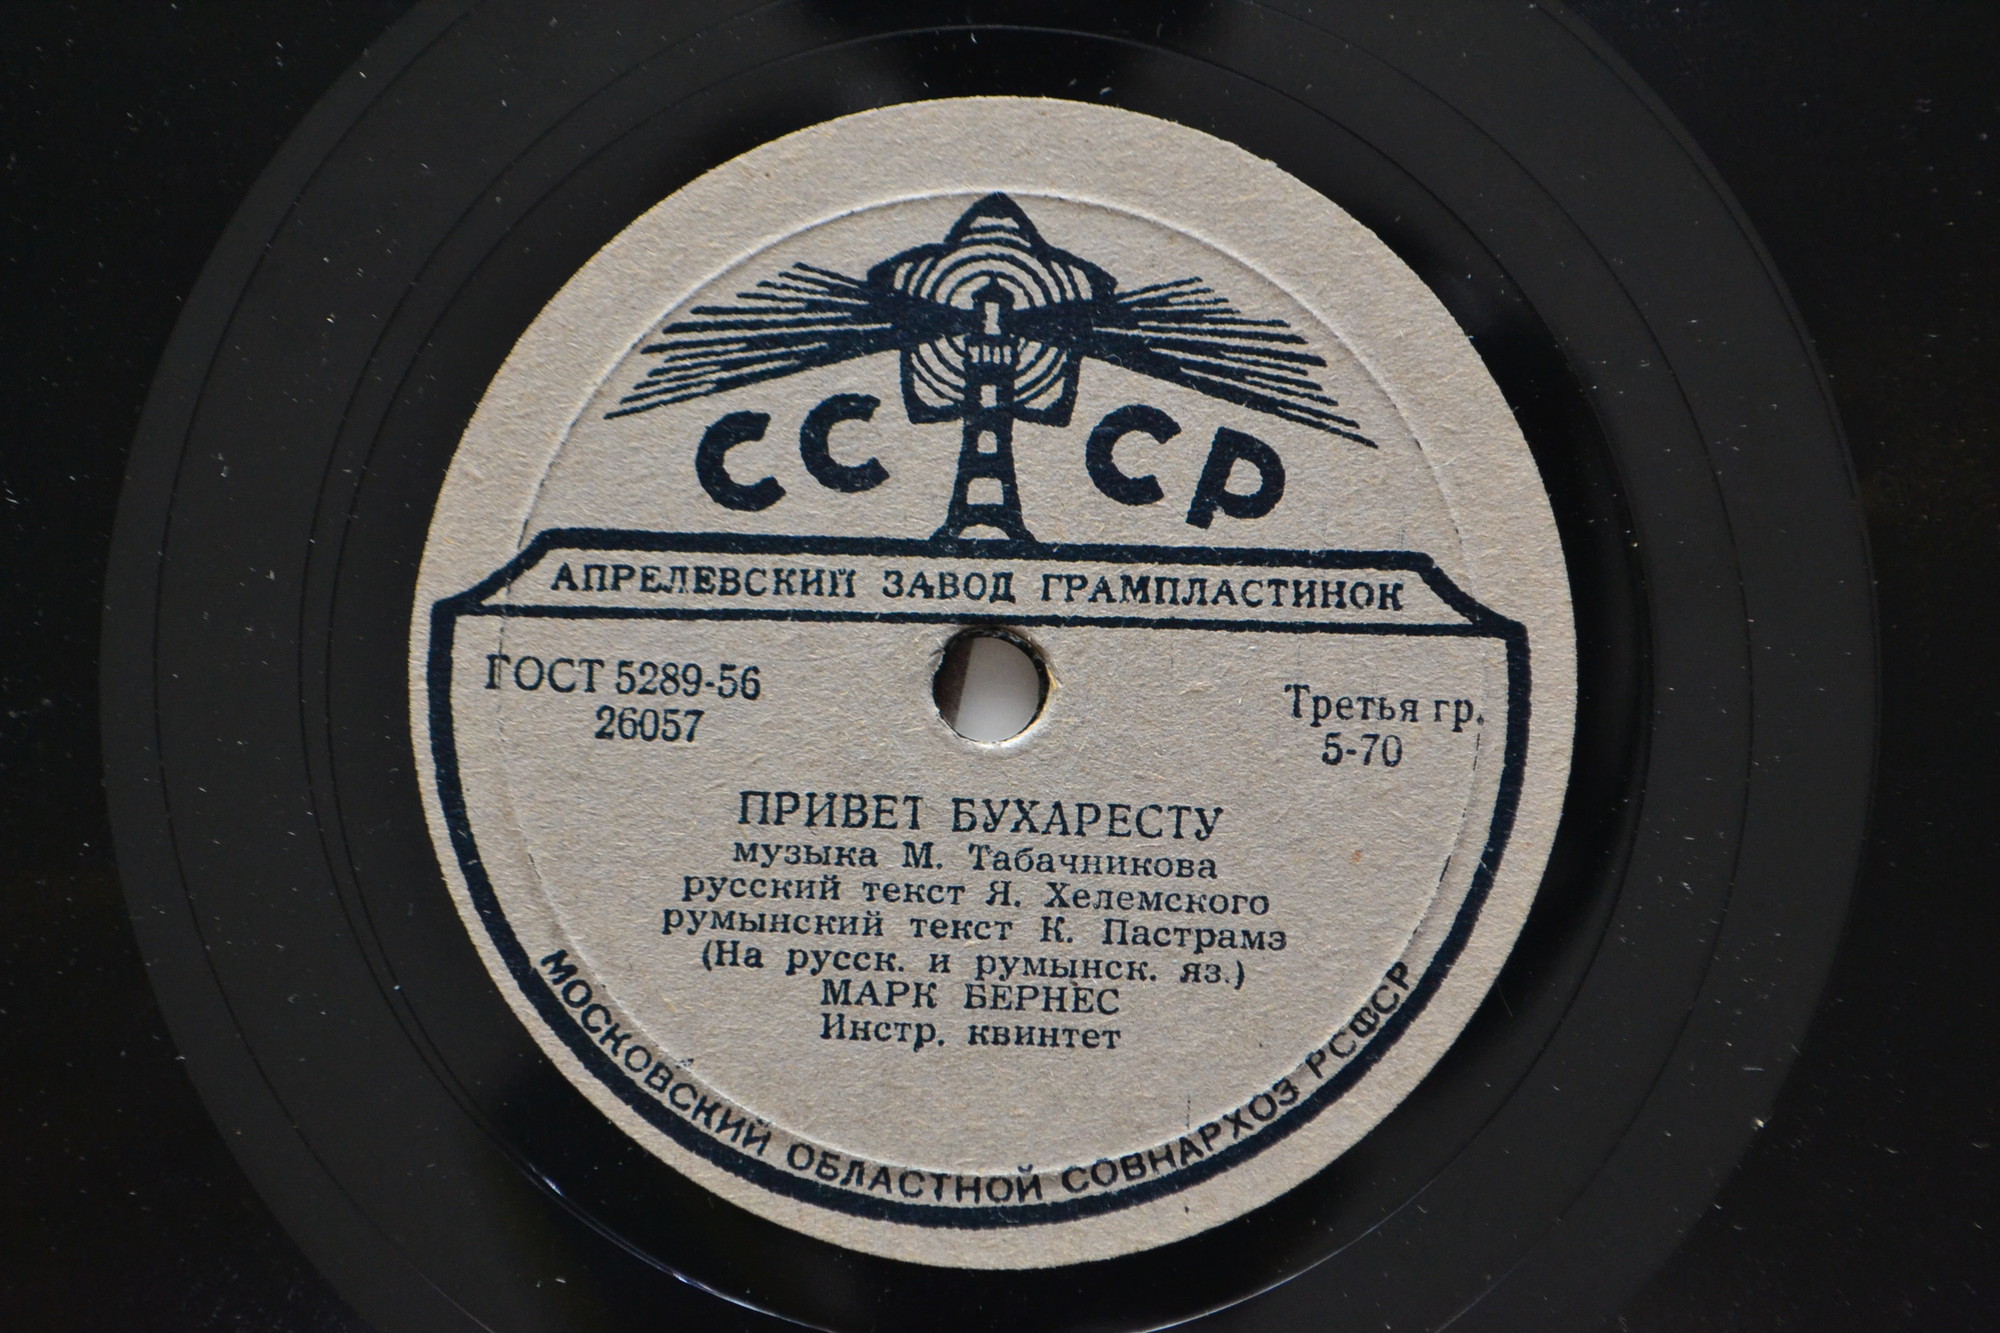 СССР
АПРЕЛЕВСКИЙ ЗАВОД ГРАМПЛАСТИНОК
ГОСТ 5289-56
26057
Третья гр.
5-70
ПРИВЕТ БУХАРЕСТУ
музыка М. Табачникова
русский текст Я. Хелемского
румынский текст К. Пастрамэ
(На русск. и румынск. яз.)
МАРК БЕРНЕС
Инстр. квинтет
МОСКОВСКИЙ ОБЛАСТНОЙ СОВНАРХОЗ РСФСР